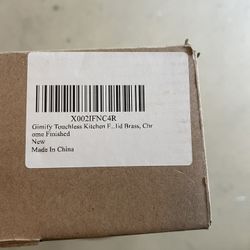 X002IFNC4R
Gimify Touchless Kitchen F...lid Brass, Chr
ome Finished
New
Made In China